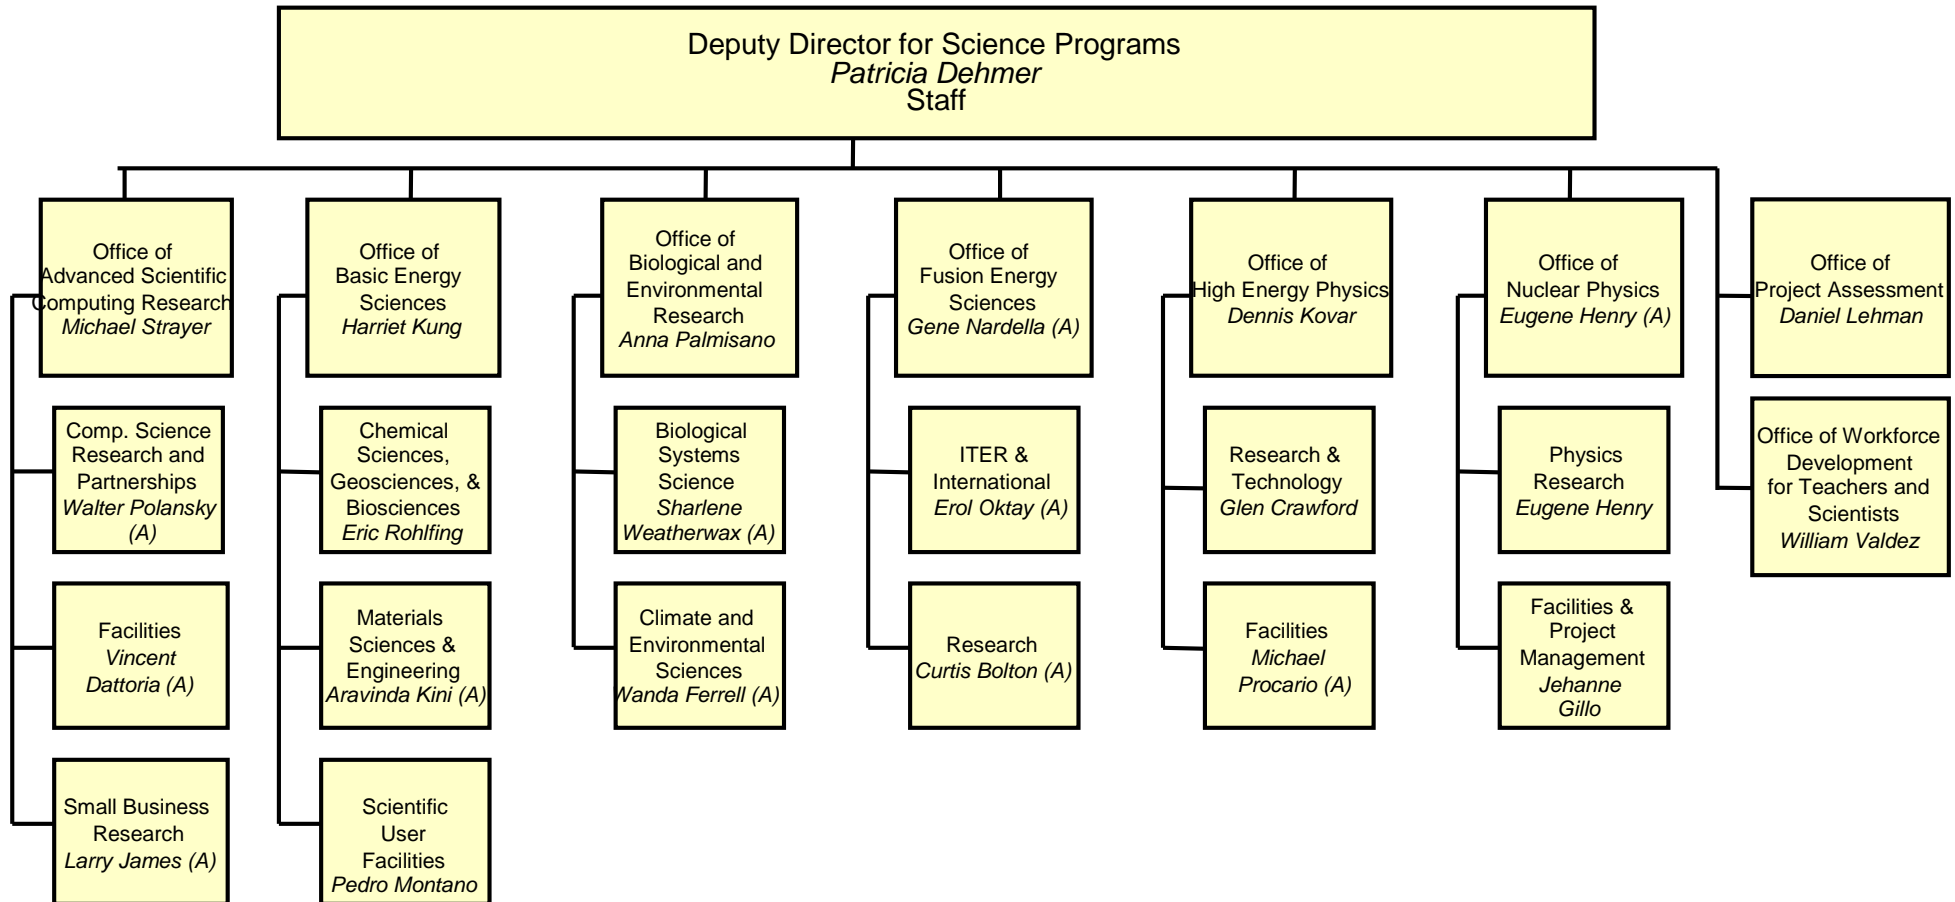 Deputy Director for Science Programs
Patricia Dehmer
Staff
Office of
Advanced Scientific
Computing Research
Michael Strayer
Office of
Basic Energy
Sciences
Harriet Kung
Office of
Biological and
Environmental
Research
Anna Palmisano
Office of
Fusion Energy
Sciences
Gene Nardella (A)
Office of
High Energy Physics
Dennis Kovar
Office of
Nuclear Physics
Eugene Henry (A)
Office of
Project Assessment
Daniel Lehman
Comp. Science
Research and
Partnerships
Walter Polansky
(A)
Chemical
Sciences,
Geosciences, &
Biosciences
Eric Rohlfing
Biological
Systems
Science
Sharlene
Weatherwax (A)
ITER &
International
Erol Oktay (A)
Research &
Technology
Glen Crawford
Physics
Research
Eugene Henry
Office of Workforce
Development
for Teachers and
Scientists
William Valdez
Facilities
Vincent
Dattoria (A)
Materials
Sciences &
Engineering
Aravinda Kini (A)
Climate and
Environmental
Sciences
Wanda Ferrell (A)
Research
Curtis Bolton (A)
Facilities
Michael
Procario (A)
Facilities &
Project
Management
Jehanne
Gillo
Small Business
Research
Larry James (A)
Scientific
User
Facilities
Pedro Montano